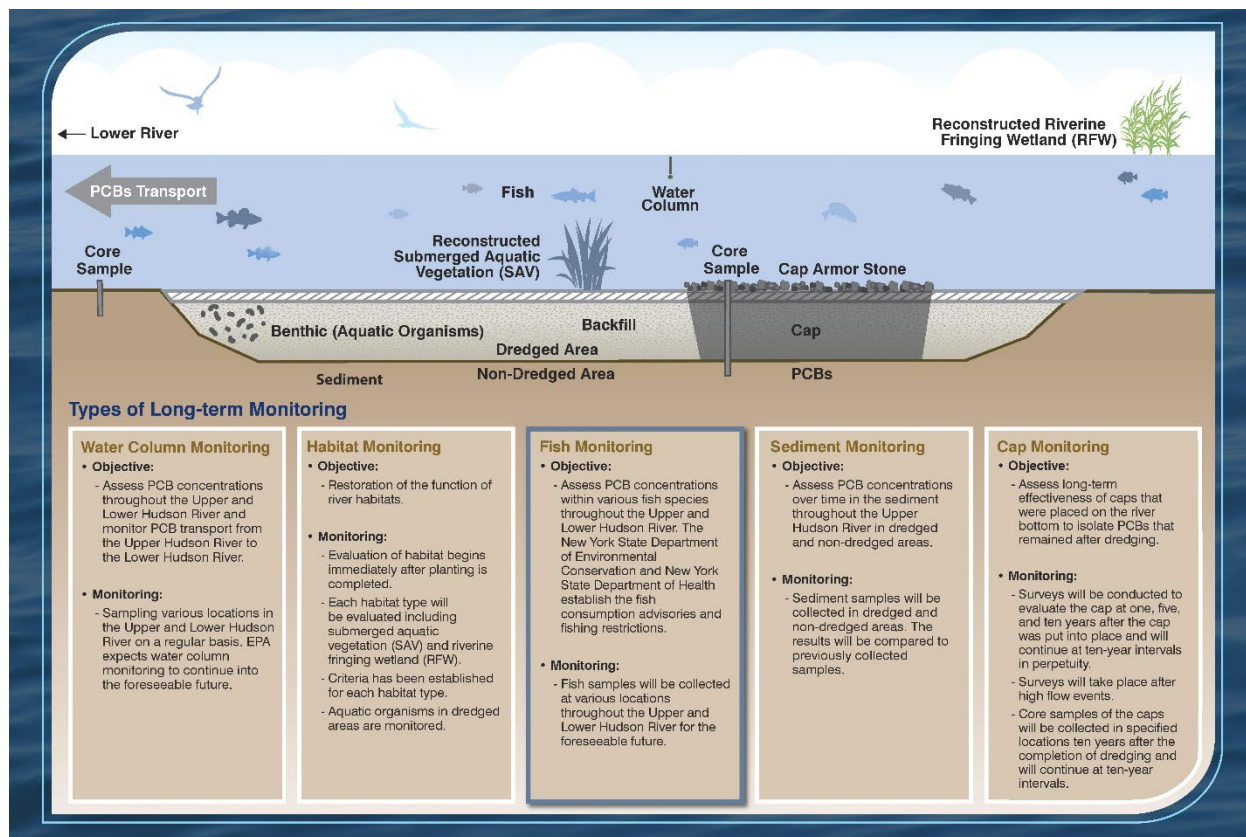 Lower River
Reconstructed Riverine
Fringing Wetland (RFW)
PCBs Transport
Fish
Water
Column
Reconstructed
Submerged Aquatic
Vegetation (SAV)
Core
Sample
Core
Sample
Cap Armor Stone
Benthic (Aquatic Organisms)
Backfill
Cap
Dredged Area
Sediment
Non-Dredged Area
PCBs
Types of Long-term Monitoring
Water Column Monitoring
• Objective:
- Assess PCB concentrations
throughout the Upper and
Lower Hudson River and
monitor PCB transport from
the Upper Hudson River to
the Lower Hudson River.
• Monitoring:
- Sampling various locations in
the Upper and Lower Hudson
River on a regular basis. EPA
expects water column
monitoring to continue into
the foreseeable future.
Habitat Monitoring
• Objective:
- Restoration of the function of
river habitats.
• Monitoring:
- Evaluation of habitat begins
immediately after planting is
completed.
- Each habitat type will
be evaluated including
submerged aquatic
vegetation (SAV) and riverine
fringing wetland (RFW).
- Criteria has been established
for each habitat type.
- Aquatic organisms in dredged
areas are monitored.
Fish Monitoring
• Objective:
- Assess PCB concentrations
within various fish species
throughout the Upper and
Lower Hudson River. The
New York State Department
of Environmental
Conservation and New York
State Department of Health
establish the fish
consumption advisories and
fishing restrictions.
• Monitoring:
- Fish samples will be collected
at various locations
throughout the Upper and
Lower Hudson River for the
foreseeable future.
Sediment Monitoring
• Objective:
- Assess PCB concentrations
over time in the sediment
throughout the Upper
Hudson River in dredged
and non-dredged areas.
• Monitoring:
- Sediment samples will be
collected in dredged and
non-dredged areas. The
results will be compared to
previously collected
samples.
Cap Monitoring
• Objective:
- Assess long-term
effectiveness of caps that
were placed on the river
bottom to isolate PCBs that
remained after dredging.
• Monitoring:
- Surveys will be conducted to
evaluate the cap at one, five,
and ten years after the cap
was put into place and will
continue at ten-year intervals
in perpetuity.
- Surveys will take place after
high flow events.
- Core samples of the caps
will be collected in specified
locations ten years after the
completion of dredging and
will continue at ten-year
intervals.